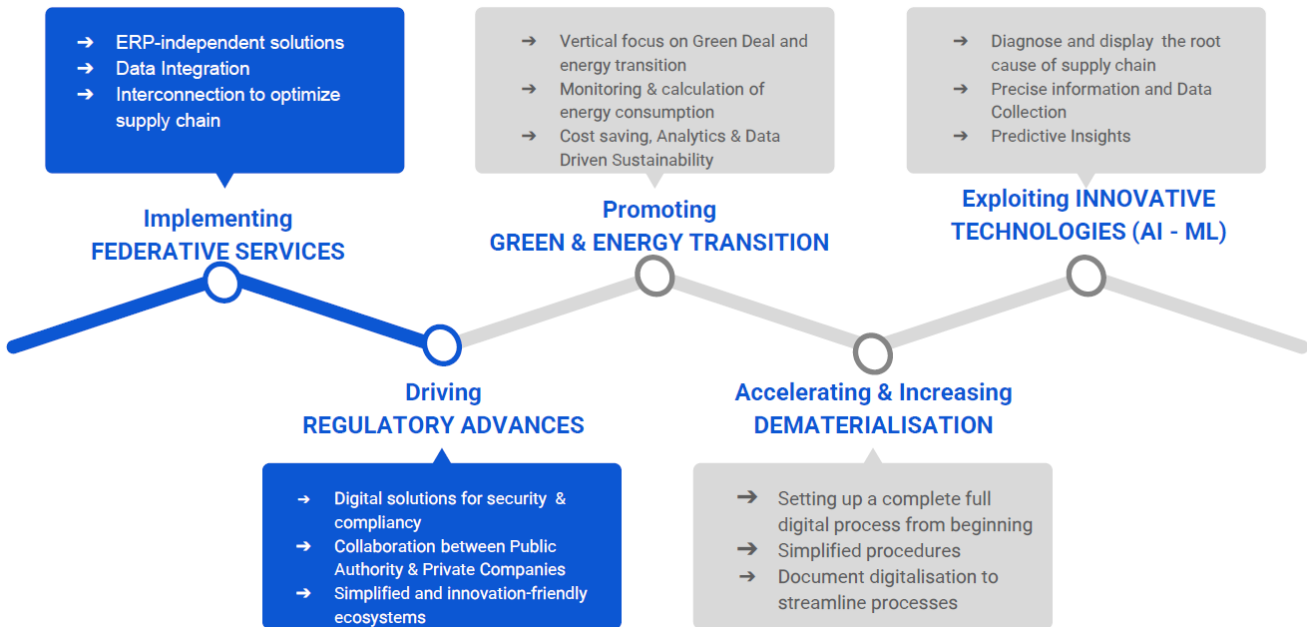 ➔ ERP-independent solutions
➔ Data Integration
➔ Interconnection to optimize
supply chain
Implementing
FEDERATIVE SERVICES
➔ Digital solutions for security & 
compliancy
➔ Collaboration between Public
Authority & Private Companies
➔ Simplified and innovation-friendly
ecosystems
Driving
REGULATORY ADVANCES
➔ Vertical focus on Green Deal and
energy transition
➔ Monitoring & calculation of
energy consumption
➔ Cost saving, Analytics & Data
Driven Sustainability
Promoting
GREEN & ENERGY TRANSITION
Accelerating & Increasing
DEMATERIALISATION
➔ Setting up a complete full
digital process from beginning
➔ Simplified procedures
➔ Document digitalisation to
streamline processes
➔ Diagnose and display the root
cause of supply chain
➔ Precise information and Data
Collection
➔ Predictive Insights
Exploiting INNOVATIVE
TECHNOLOGIES (AI - ML)